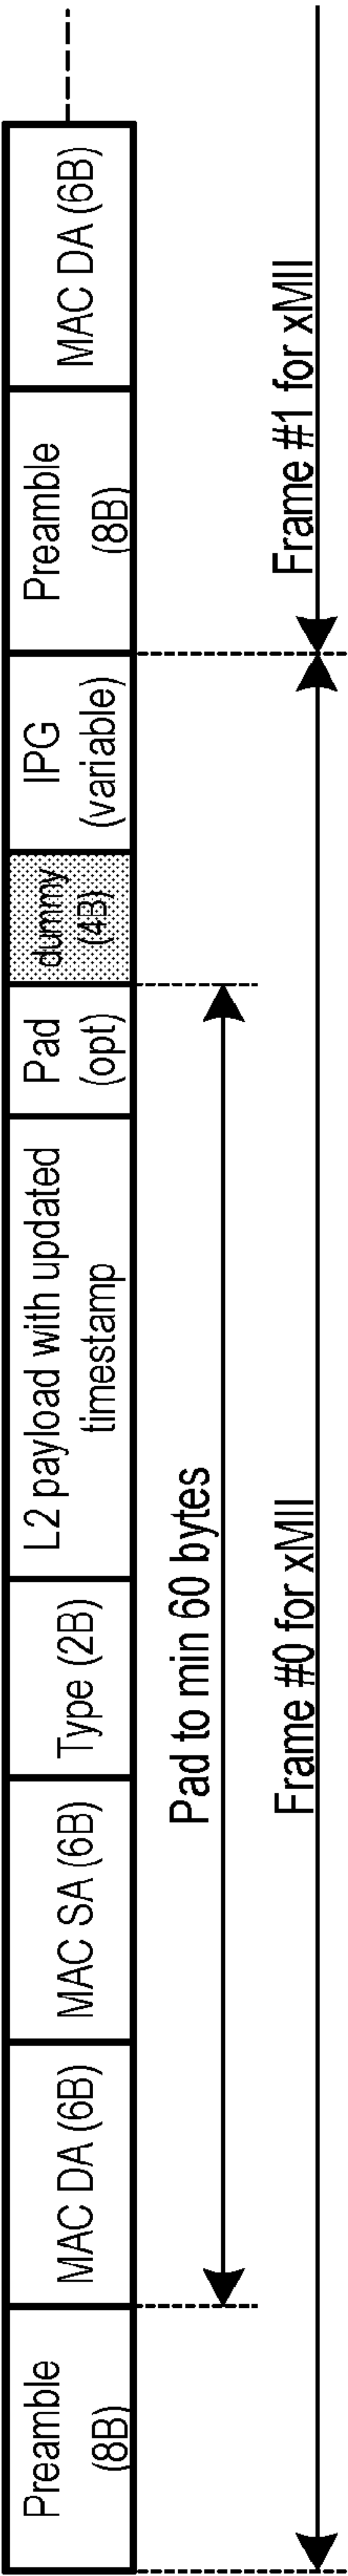 Preamble
(8B)
MAC DA (6B)
MAC SA (6B)
Type (2B)
L2 payload with updated
timestamp
Pad
(opt)
dummy
(4B)
IPG
(variable)
Preamble
(8B)
MAC DA (6B)
Pad to min 60 bytes
Frame #0 for xMII
Frame #1 for xMII